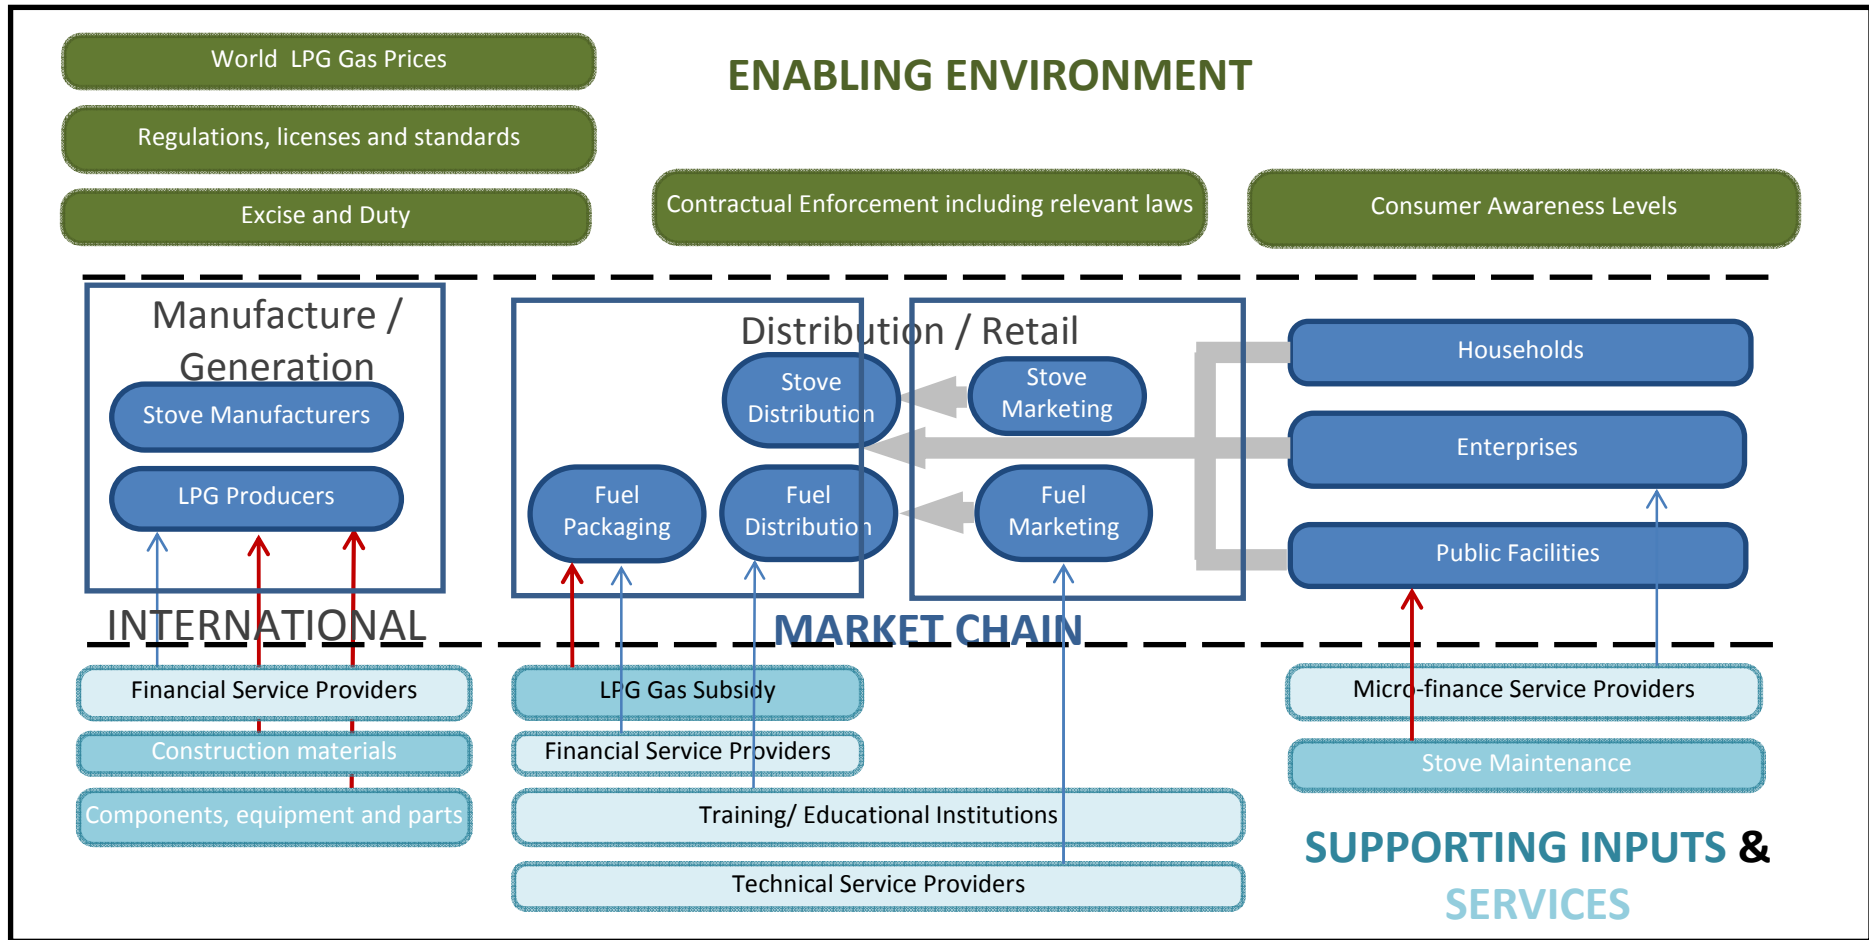 World LPG Gas Prices
ENABLING ENVIRONMENT
Regulations, licenses and standards
Excise and Duty
Contractual Enforcement including relevant laws
Consumer Awareness Levels
Manufacture /
Generation
Stove Manufacturers
LPG Producers
INTERNATIONAL
Distribution / Retail
Stove
Distribution
Stove
Marketing
Fuel
Packaging
Fuel
Distribution
Fuel
Marketing
MARKET CHAIN
Households
Enterprises
Public Facilities
Financial Service Providers
Construction materials
Components, equipment and parts
LPG Gas Subsidy
Financial Service Providers
Training/ Educational Institutions
Technical Service Providers
Micro-finance Service Providers
Stove Maintenance
SUPPORTING INPUTS &
SERVICES